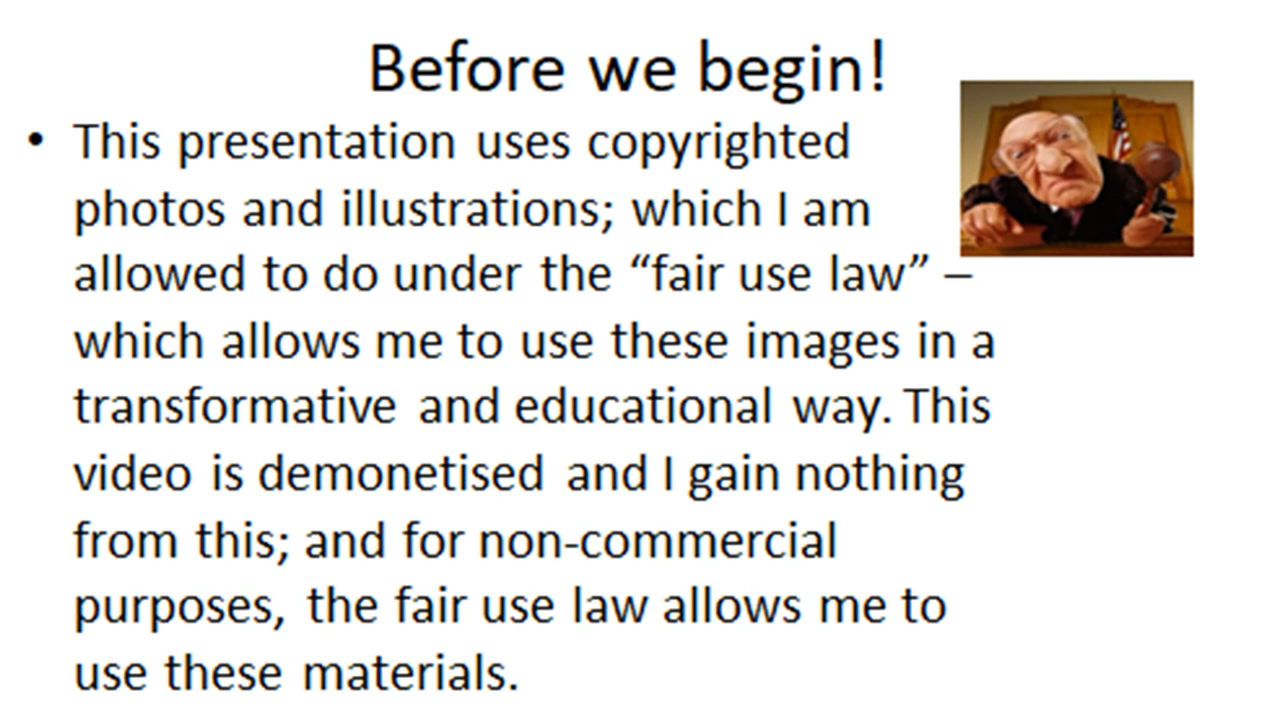 Before we begin!
• This presentation uses copyrighted
photos and illustrations; which I am
allowed to do under the “fair use law” –
which allows me to use these images in a
transformative and educational way. This
video is demonetised and I gain nothing
from this; and for non-commercial
purposes, the fair use law allows me to
use these materials.